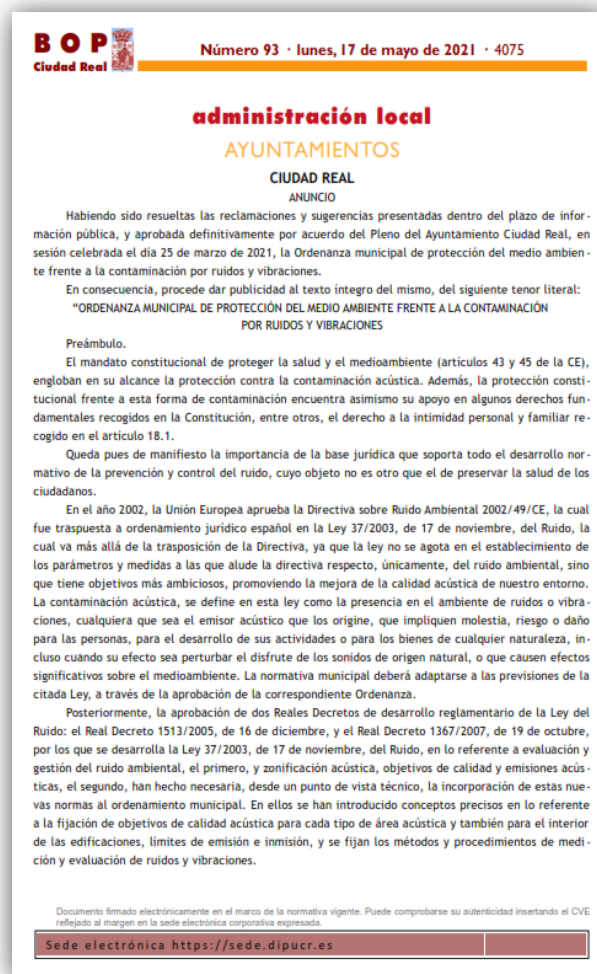 BOP
Ciudad Real
Número 93 · lunes, 17 de mayo de 2021 · 4075
administración local
AYUNTAMIENTOS
CIUDAD REAL
ANUNCIO
Habiendo sido resueltas las reclamaciones y sugerencias presentadas dentro del plazo de infor-
mación pública, y aprobada definitivamente por acuerdo del Pleno del Ayuntamiento Ciudad Real, en
sesión celebrada el día 25 de marzo de 2021, la Ordenanza municipal de protección del medio ambien-
te frente a la contaminación por ruidos y vibraciones.
En consecuencia, procede dar publicidad al texto íntegro del mismo, del siguiente tenor literal:
“ORDENANZA MUNICIPAL DE PROTECCIÓN DEL MEDIO AMBIENTE FRENTE A LA CONTAMINACIÓN
POR RUIDOS Y VIBRACIONES
Preámbulo.
El mandato constitucional de proteger la salud y el medioambiente (artículos 43 y 45 de la CE),
engloban en su alcance la protección contra la contaminación acústica. Además, la protección consti-
tucional frente a esta forma de contaminación encuentra asimismo su apoyo en algunos derechos fun-
damentales recogidos en la Constitución, entre otros, el derecho a la intimidad personal y familiar re-
cogido en el artículo 18.1.
Queda pues de manifiesto la importancia de la base jurídica que soporta todo el desarrollo nor-
mativo de la prevención y control del ruido, cuyo objeto no es otro que el de preservar la salud de los
ciudadanos.
En el año 2002, la Unión Europea aprueba la Directiva sobre Ruido Ambiental 2002/49/CE, la cual
fue traspuesta a ordenamiento jurídico español en la Ley 37/2003, de 17 de noviembre, del Ruido, la
cual va más allá de la trasposición de la Directiva, ya que la ley no se agota en el establecimiento de
los parámetros y medidas a las que alude la directiva respecto, únicamente, del ruido ambiental, sino
que tiene objetivos más ambiciosos, promoviendo la mejora de la calidad acústica de nuestro entorno.
La contaminación acústica, se define en esta ley como la presencia en el ambiente de ruidos o vibra-
ciones, cualquiera que sea el emisor acústico que los origine, que impliquen molestia, riesgo o daño
para las personas, para el desarrollo de sus actividades o para los bienes de cualquier naturaleza, in-
cluso cuando su efecto sea perturbar el disfrute de los sonidos de origen natural, o que causen efectos
significativos sobre el medioambiente. La normativa municipal deberá adaptarse a las previsiones de la
citada Ley, a través de la aprobación de la correspondiente Ordenanza.
Posteriormente, la aprobación de dos Reales Decretos de desarrollo reglamentario de la Ley del
Ruido: el Real Decreto 1513/2005, de 16 de diciembre, y el Real Decreto 1367/2007, de 19 de octubre,
por los que se desarrolla la Ley 37/2003, de 17 de noviembre, del Ruido, en lo referente a evaluación y
gestión del ruido ambiental, el primero, y zonificación acústica, objetivos de calidad y emisiones acús-
ticas, el segundo, han hecho necesaria, desde un punto de vista técnico, la incorporación de estas nue-
vas normas al ordenamiento municipal. En ellos se han introducido conceptos precisos en lo referente
a la fijación de objetivos de calidad acústica para cada tipo de área acústica y también para el interior
de las edificaciones, límites de emisión e inmisión, y se fijan los métodos y procedimientos de medi-
ción y evaluación de ruidos y vibraciones.
Documento firmado electrónicamente en el marco de la normativa vigente. Puede comprobarse su autenticidad insertando el CVE
reflejado al margen en la sede electrónica corporativa expresada.
Sede electrónica https://sede.dipucr.es